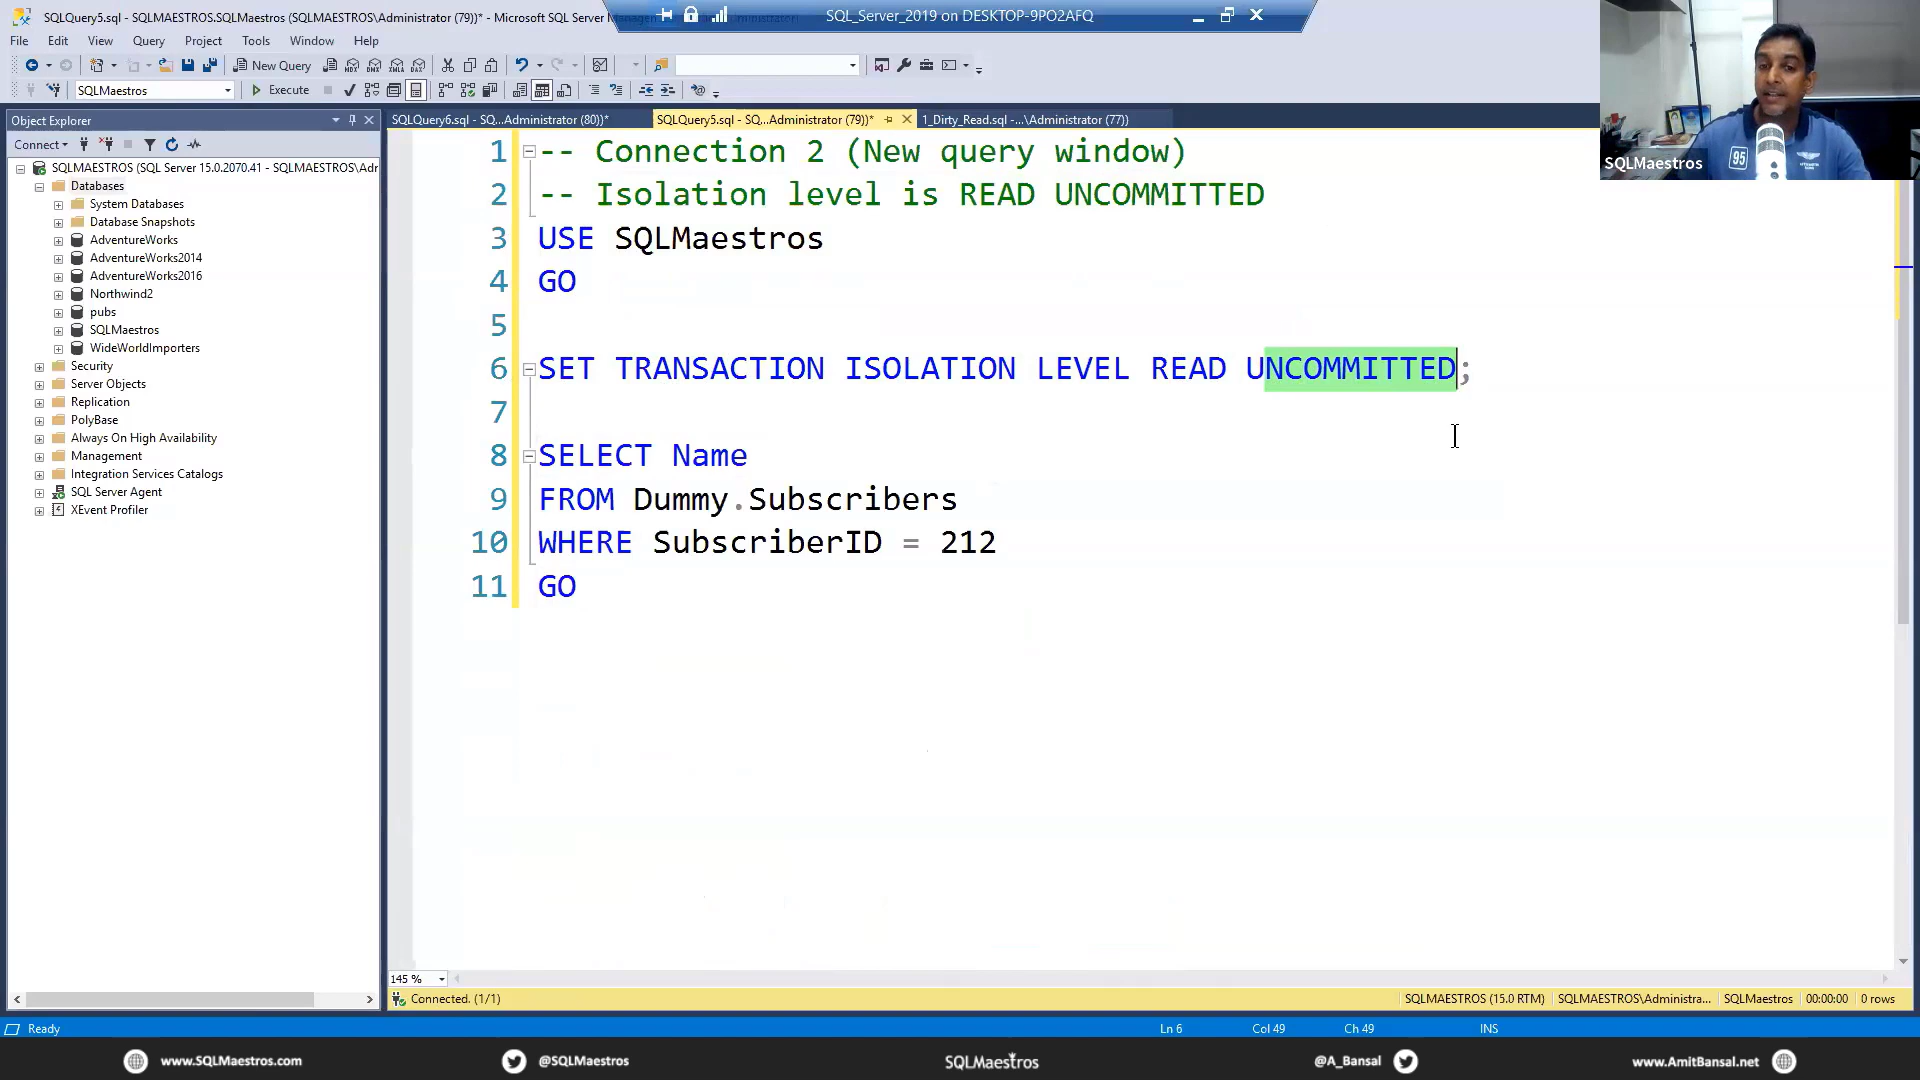 SQLQuery5.sql - SQLMAESTROS.SQLMaestros (SQLMAESTROS\Administrator (79))* - Microsoft SQL Server
SQL_Server_2019 on DESKTOP-9PO2AFQ
File Edit View Query Project Tools Window Help
New Query
SQLMaestros
Execute
Object Explorer
SQLQuery6.sql - SQ...Administrator (80))*
SQLQuery5.sql - SQ...Administrator (79))*
1_Dirty_Read.sql -...\Administrator (77))
Connect
SQLMAESTROS (SQL Server 15.0.2070.41 - SQLMAESTROS\Adr
Databases
System Databases
Database Snapshots
AdventureWorks
AdventureWorks2014
AdventureWorks2016
Northwind2
pubs
SQLMaestros
WideWorldImporters
Security
Server Objects
Replication
PolyBase
Always On High Availability
Management
Integration Services Catalogs
SQL Server Agent
XEvent Profiler
1 -- Connection 2 (New query window)
2 -- Isolation level is READ UNCOMMITTED
3 USE SQLMaestros
4 GO
5
6 SET TRANSACTION ISOLATION LEVEL READ UNCOMMITTED;
7
8 SELECT Name
9 FROM Dummy.Subscribers
10 WHERE SubscriberID = 212
11 GO
SQLMaestros
95
145 %
Connected. (1/1)
SQLMAESTROS (15.0 RTM)
SQLMAESTROS\Administra...
SQLMaestros
00:00:00
0 rows
Ready
Ln 6
Col 49
Ch 49
INS
www.SQLMaestros.com
@SQLMaestros
SQLMaestros
@A_Bansal
www.AmitBansal.net